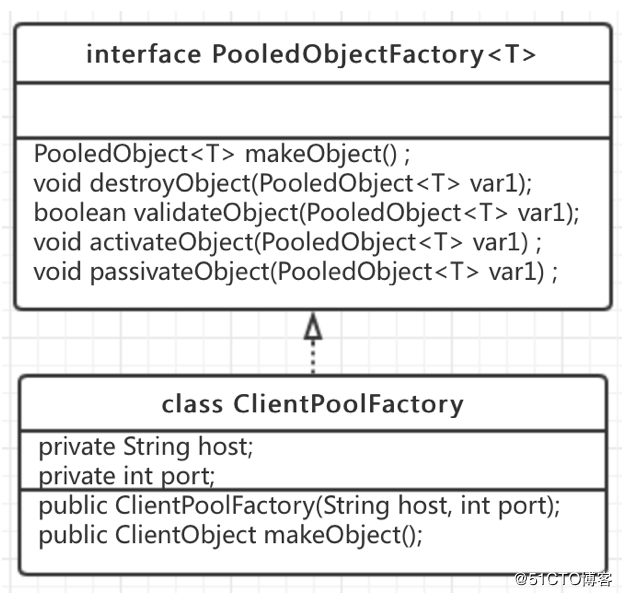 interface PooledObjectFactory<T>
PooledObject<T> makeObject() ;
void destroyObject(PooledObject<T> var1);
boolean validateObject(PooledObject<T> var1);
void activateObject(PooledObject<T> var1) ;
void passivateObject(PooledObject<T> var1) ;
class ClientPoolFactory
private String host;
private int port;
public ClientPoolFactory(String host, int port);
public ClientObject makeObject();
@51CTO博客